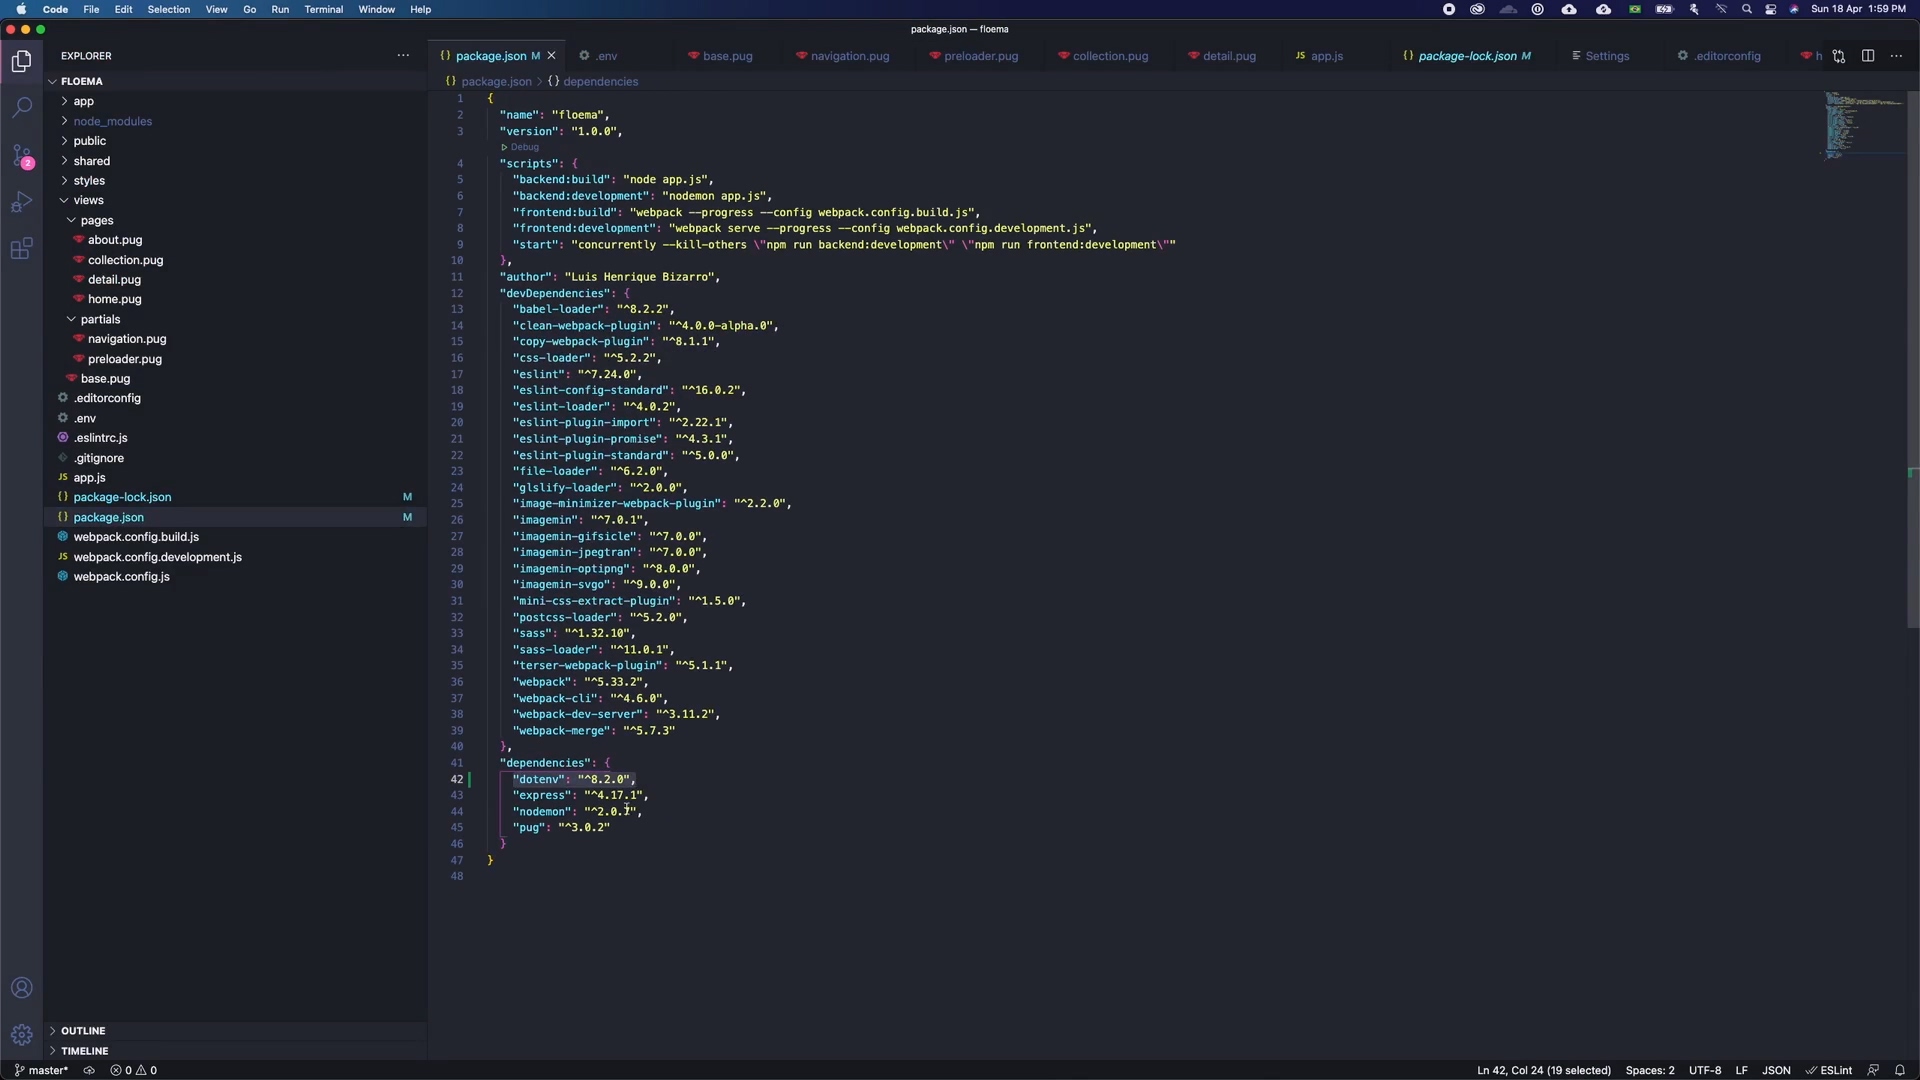 Code File Edit Selection View Go Run Terminal Window Help Sun 18 Apr 1:59 PM
package.json — floema
EXPLORER
package.json M
.env
base.pug
navigation.pug
preloader.pug
collection.pug
detail.pug
JS app.js
package-lock.json M
Settings
.editorconfig
h
{} package.json > {} dependencies
FLOEMA
app
node_modules
public
shared
styles
views
pages
about.pug
collection.pug
detail.pug
home.pug
partials
navigation.pug
preloader.pug
base.pug
.editorconfig
.env
.eslintrc.js
.gitignore
JS app.js
{} package-lock.json M
{} package.json M
webpack.config.build.js
JS webpack.config.development.js
webpack.config.js
2
OUTLINE
TIMELINE
1 {
2 "name": "floema",
3 "version": "1.0.0",
Debug
4 "scripts": {
5 "backend:build": "node app.js",
6 "backend:development": "nodemon app.js",
7 "frontend:build": "webpack --progress --config webpack.config.build.js",
8 "frontend:development": "webpack serve --progress --config webpack.config.development.js",
9 "start": "concurrently --kill-others \"npm run backend:development\" \"npm run frontend:development\""
10 },
11 "author": "Luis Henrique Bizarro",
12 "devDependencies": {
13 "babel-loader": "^8.2.2",
14 "clean-webpack-plugin": "^4.0.0-alpha.0",
15 "copy-webpack-plugin": "^8.1.1",
16 "css-loader": "^5.2.2",
17 "eslint": "^7.24.0",
18 "eslint-config-standard": "^16.0.2",
19 "eslint-loader": "^4.0.2",
20 "eslint-plugin-import": "^2.22.1",
21 "eslint-plugin-promise": "^4.3.1",
22 "eslint-plugin-standard": "^5.0.0",
23 "file-loader": "^6.2.0",
24 "glslify-loader": "^2.0.0",
25 "image-minimizer-webpack-plugin": "^2.2.0",
26 "imagemin": "^7.0.1",
27 "imagemin-gifsicle": "^7.0.0",
28 "imagemin-jpegtran": "^7.0.0",
29 "imagemin-optipng": "^8.0.0",
30 "imagemin-svgo": "^9.0.0",
31 "mini-css-extract-plugin": "^1.5.0",
32 "postcss-loader": "^5.2.0",
33 "sass": "^1.32.10",
34 "sass-loader": "^11.0.1",
35 "terser-webpack-plugin": "^5.1.1",
36 "webpack": "^5.33.2",
37 "webpack-cli": "^4.6.0",
38 "webpack-dev-server": "^3.11.2",
39 "webpack-merge": "^5.7.3"
40 },
41 "dependencies": {
42 "dotenv": "^8.2.0",
43 "express": "^4.17.1",
44 "nodemon": "^2.0.7",
45 "pug": "^3.0.2"
46 }
47 }
48
master* 0 0 Ln 42, Col 24 (19 selected) Spaces: 2 UTF-8 LF JSON ESLint